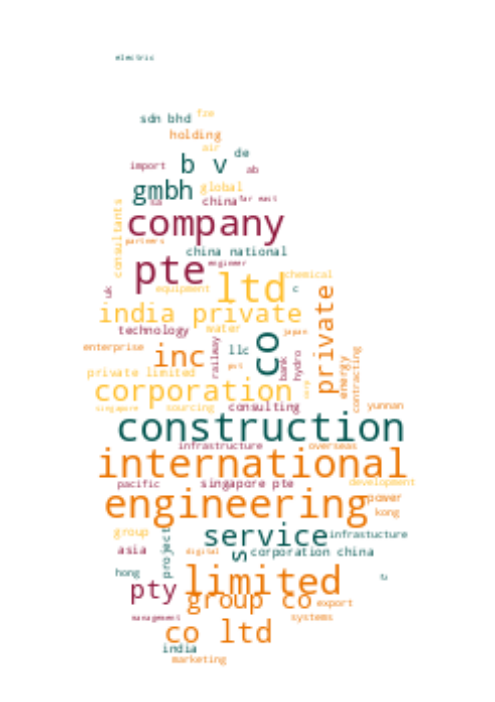 electric
fze
sdn bhd
holding
air
de
import
b v
ab
gmbh
global
consultants
china
far east
company
partners
china national
engineer
pte
chemical
uk
equipment
ltd
c
india private
private
technology
water
japan
co
enterprise
inc
railway
llc
bank
hydro
energy
contracting
private limited
corporation
singapore
sourcing
consulting
yunnan
construction
infrastructure
overseas
international
pacific
singapore pte
development
engineering
power
kong
group
project
service
infrastucture
asia
digital
s
corporation china
hong
limited
pty
group co
export
management
systems
co ltd
india
marketing